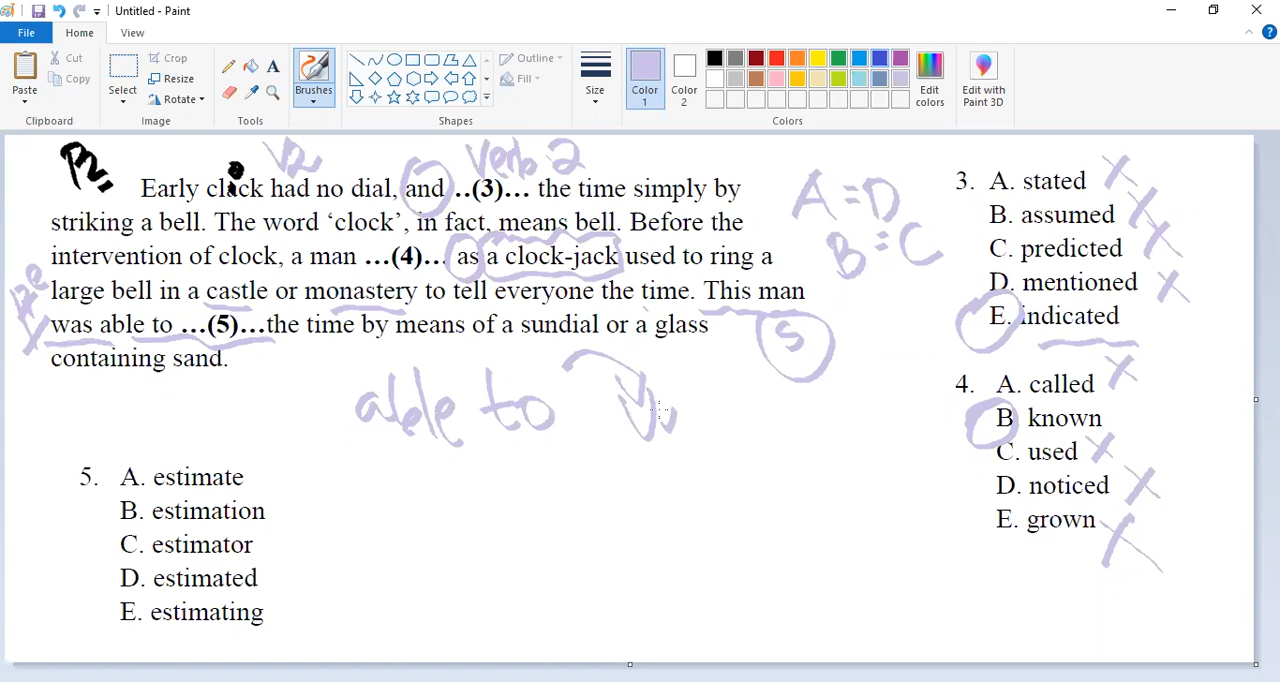 Untitled - Paint
File Home View
Paste Cut Copy Select Crop Resize Rotate Brushes Outline Fill Size Color 1 Color 2 Edit colors Edit with Paint 3D
Clipboard Image Tools Shapes Colors
V2 Verb 2
Early clock had no dial, and ..(3)... the time simply by
striking a bell. The word ‘clock’, in fact, means bell. Before the
intervention of clock, a man ...(4)... as a clock-jack used to ring a
large bell in a castle or monastery to tell everyone the time. This man
was able to ...(5)...the time by means of a sundial or a glass
containing sand.
S
able to
A = D
B = C
3. A. stated
B. assumed
C. predicted
D. mentioned
E. indicated
4. A. called
B. known
C. used
D. noticed
E. grown
5. A. estimate
B. estimation
C. estimator
D. estimated
E. estimating